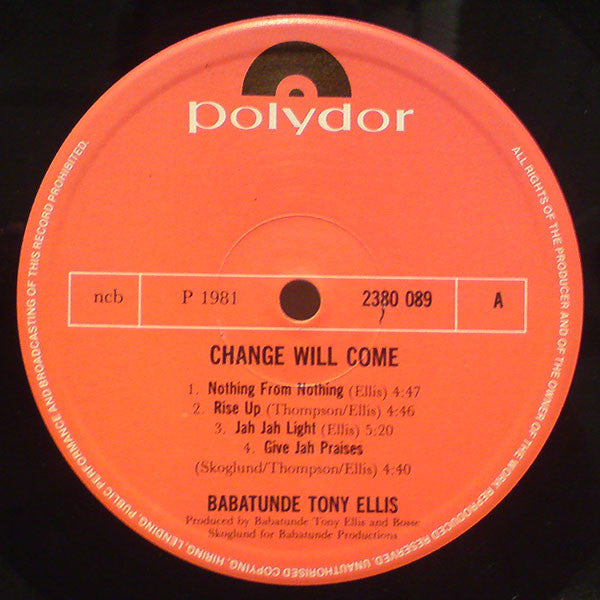 polydor
ncb P 1981 2380 089 A
CHANGE WILL COME
1. Nothing From Nothing (Ellis) 4:47
2. Rise Up (Thompson/Ellis) 4:46
3. Jah Jah Light (Ellis) 5:20
4. Give Jah Praises
(Skoglund/Thompson/Ellis) 4:40
BABATUNDE TONY ELLIS
Produced by Babatunde Tony Ellis and Bosse
Skoglund for Babatunde Productions
ALL RIGHTS OF THE PRODUCER AND OF THE OWNER OF THE WORK REPRODUCED RESERVED. UNAUTHORISED COPYING, HIRING, LENDING, PUBLIC PERFORMANCE AND BROADCASTING OF THIS RECORD PROHIBITED.